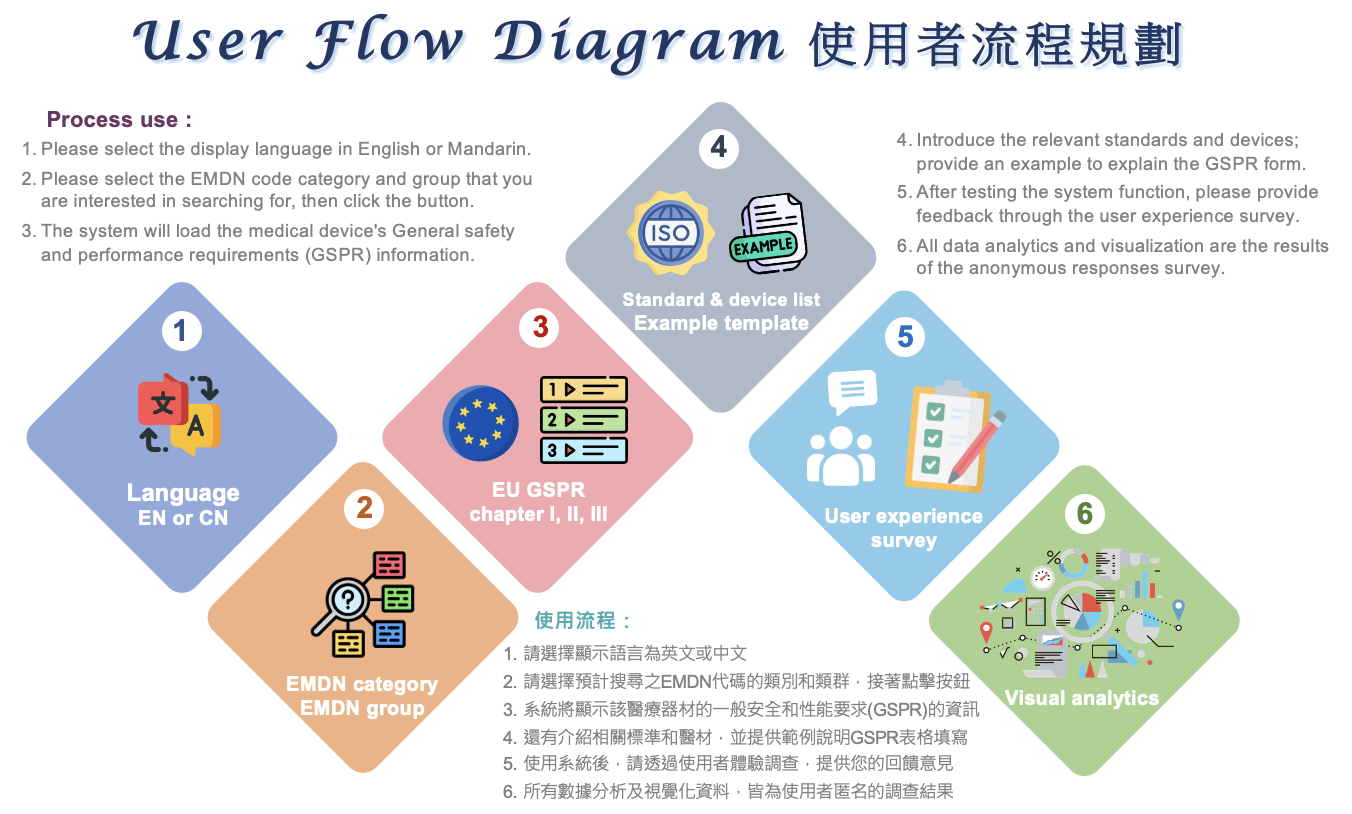 User Flow Diagram 使用者流程規劃
Process use :
1. Please select the display language in English or Mandarin.
2. Please select the EMDN code category and group that you
are interested in searching for, then click the button.
3. The system will load the medical device's General safety
and performance requirements (GSPR) information.
4. Introduce the relevant standards and devices;
provide an example to explain the GSPR form.
5. After testing the system function, please provide
feedback through the user experience survey.
6. All data analytics and visualization are the results
of the anonymous responses survey.
1
文
A
Language
EN or CN
2
?
EMDN category
EMDN group
3
1
2
3
EU GSPR
chapter I, II, III
4
ISO
EXAMPLE
Standard & device list
Example template
5
User experience
survey
6
%
Visual analytics
使用流程：
1. 請選擇顯示語言為英文或中文
2. 請選擇預計搜尋之EMDN代碼的類別和類群，接著點擊按鈕
3. 系統將顯示該醫療器材的一般安全和性能要求(GSPR)的資訊
4. 還有介紹相關標準和醫材，並提供範例說明GSPR表格填寫
5. 使用系統後，請透過使用者體驗調查，提供您的回饋意見
6. 所有數據分析及視覺化資料，皆為使用者匿名的調查結果